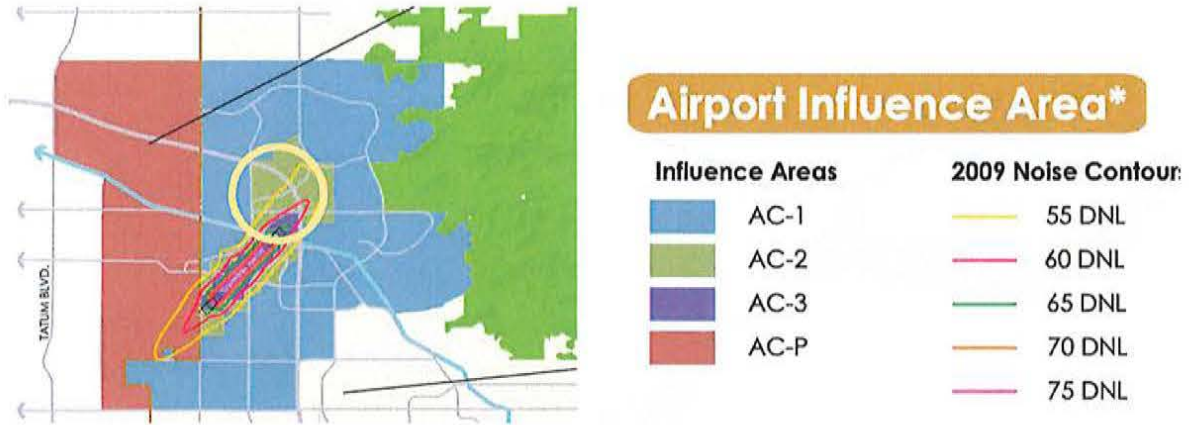 TATUM BLVD.
Airport Influence Area*
Influence Areas
AC-1
AC-2
AC-3
AC-P
2009 Noise Contour
55 DNL
60 DNL
65 DNL
70 DNL
75 DNL